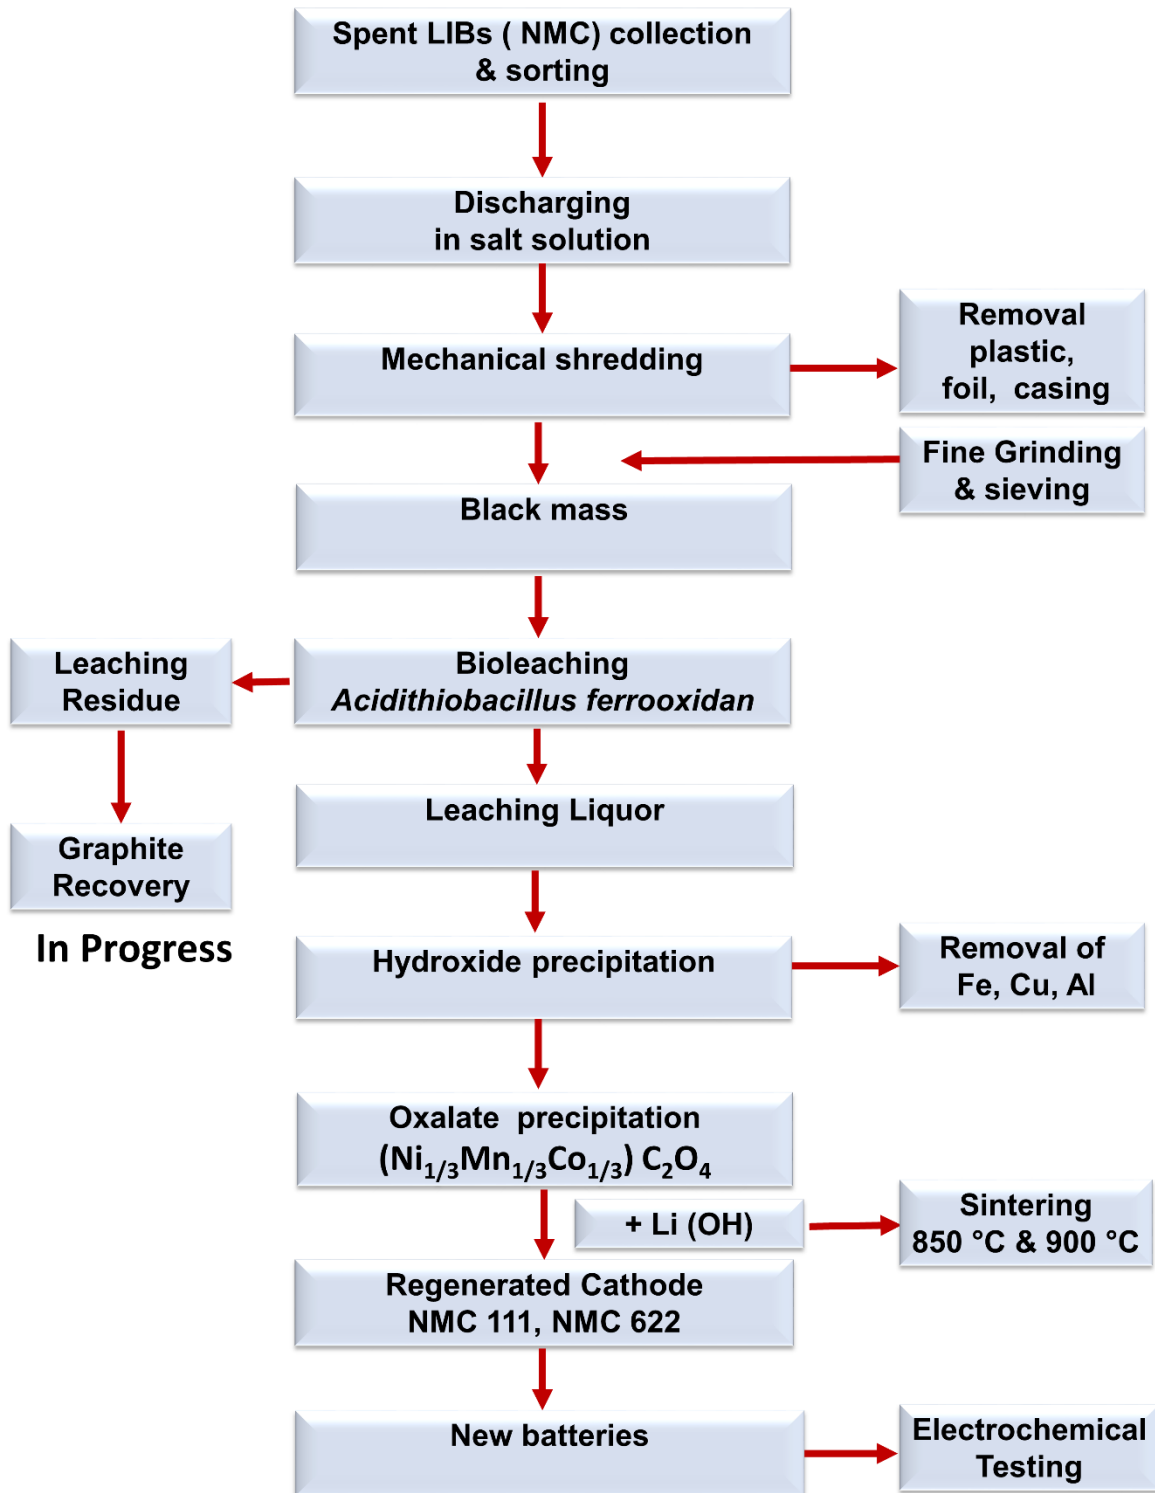 Spent LIBs ( NMC) collection
& sorting
Discharging
in salt solution
Mechanical shredding
Removal
plastic,
foil, casing
Fine Grinding
& sieving
Black mass
Bioleaching
Acidithiobacillus ferrooxidan
Leaching
Residue
Graphite
Recovery
In Progress
Leaching Liquor
Hydroxide precipitation
Removal of
Fe, Cu, Al
Oxalate precipitation
(Ni1/3Mn1/3Co1/3) C2O4
+ Li (OH)
Sintering
850 °C & 900 °C
Regenerated Cathode
NMC 111, NMC 622
New batteries
Electrochemical
Testing